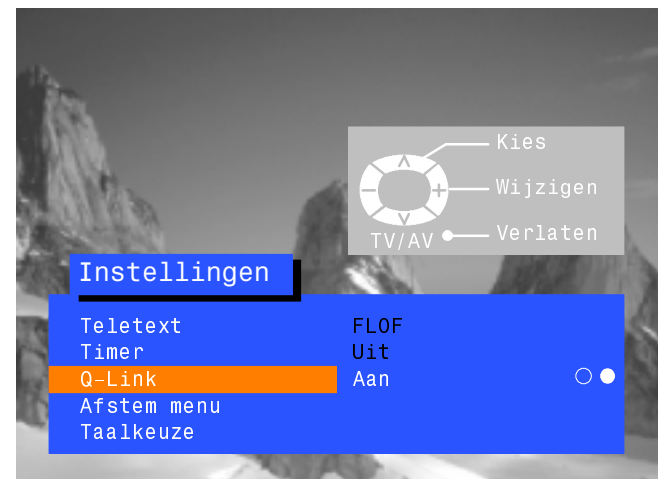 Kies
Wijzigen
TV/AV Verlaten
Instellingen
Teletext FLOF
Timer Uit
Q-Link Aan
Afstem menu
Taalkeuze